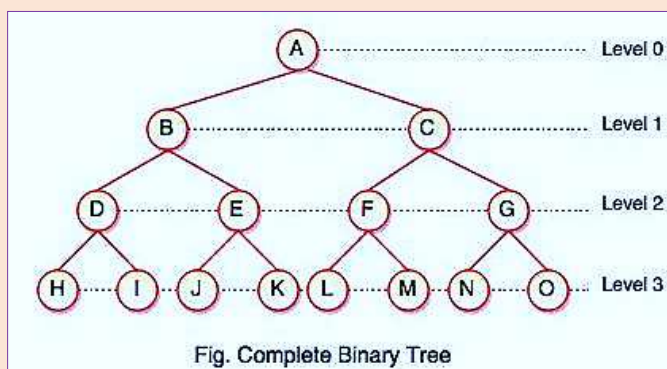 A Level 0
B C Level 1
D E F G Level 2
H I J K L M N O Level 3
Fig. Complete Binary Tree